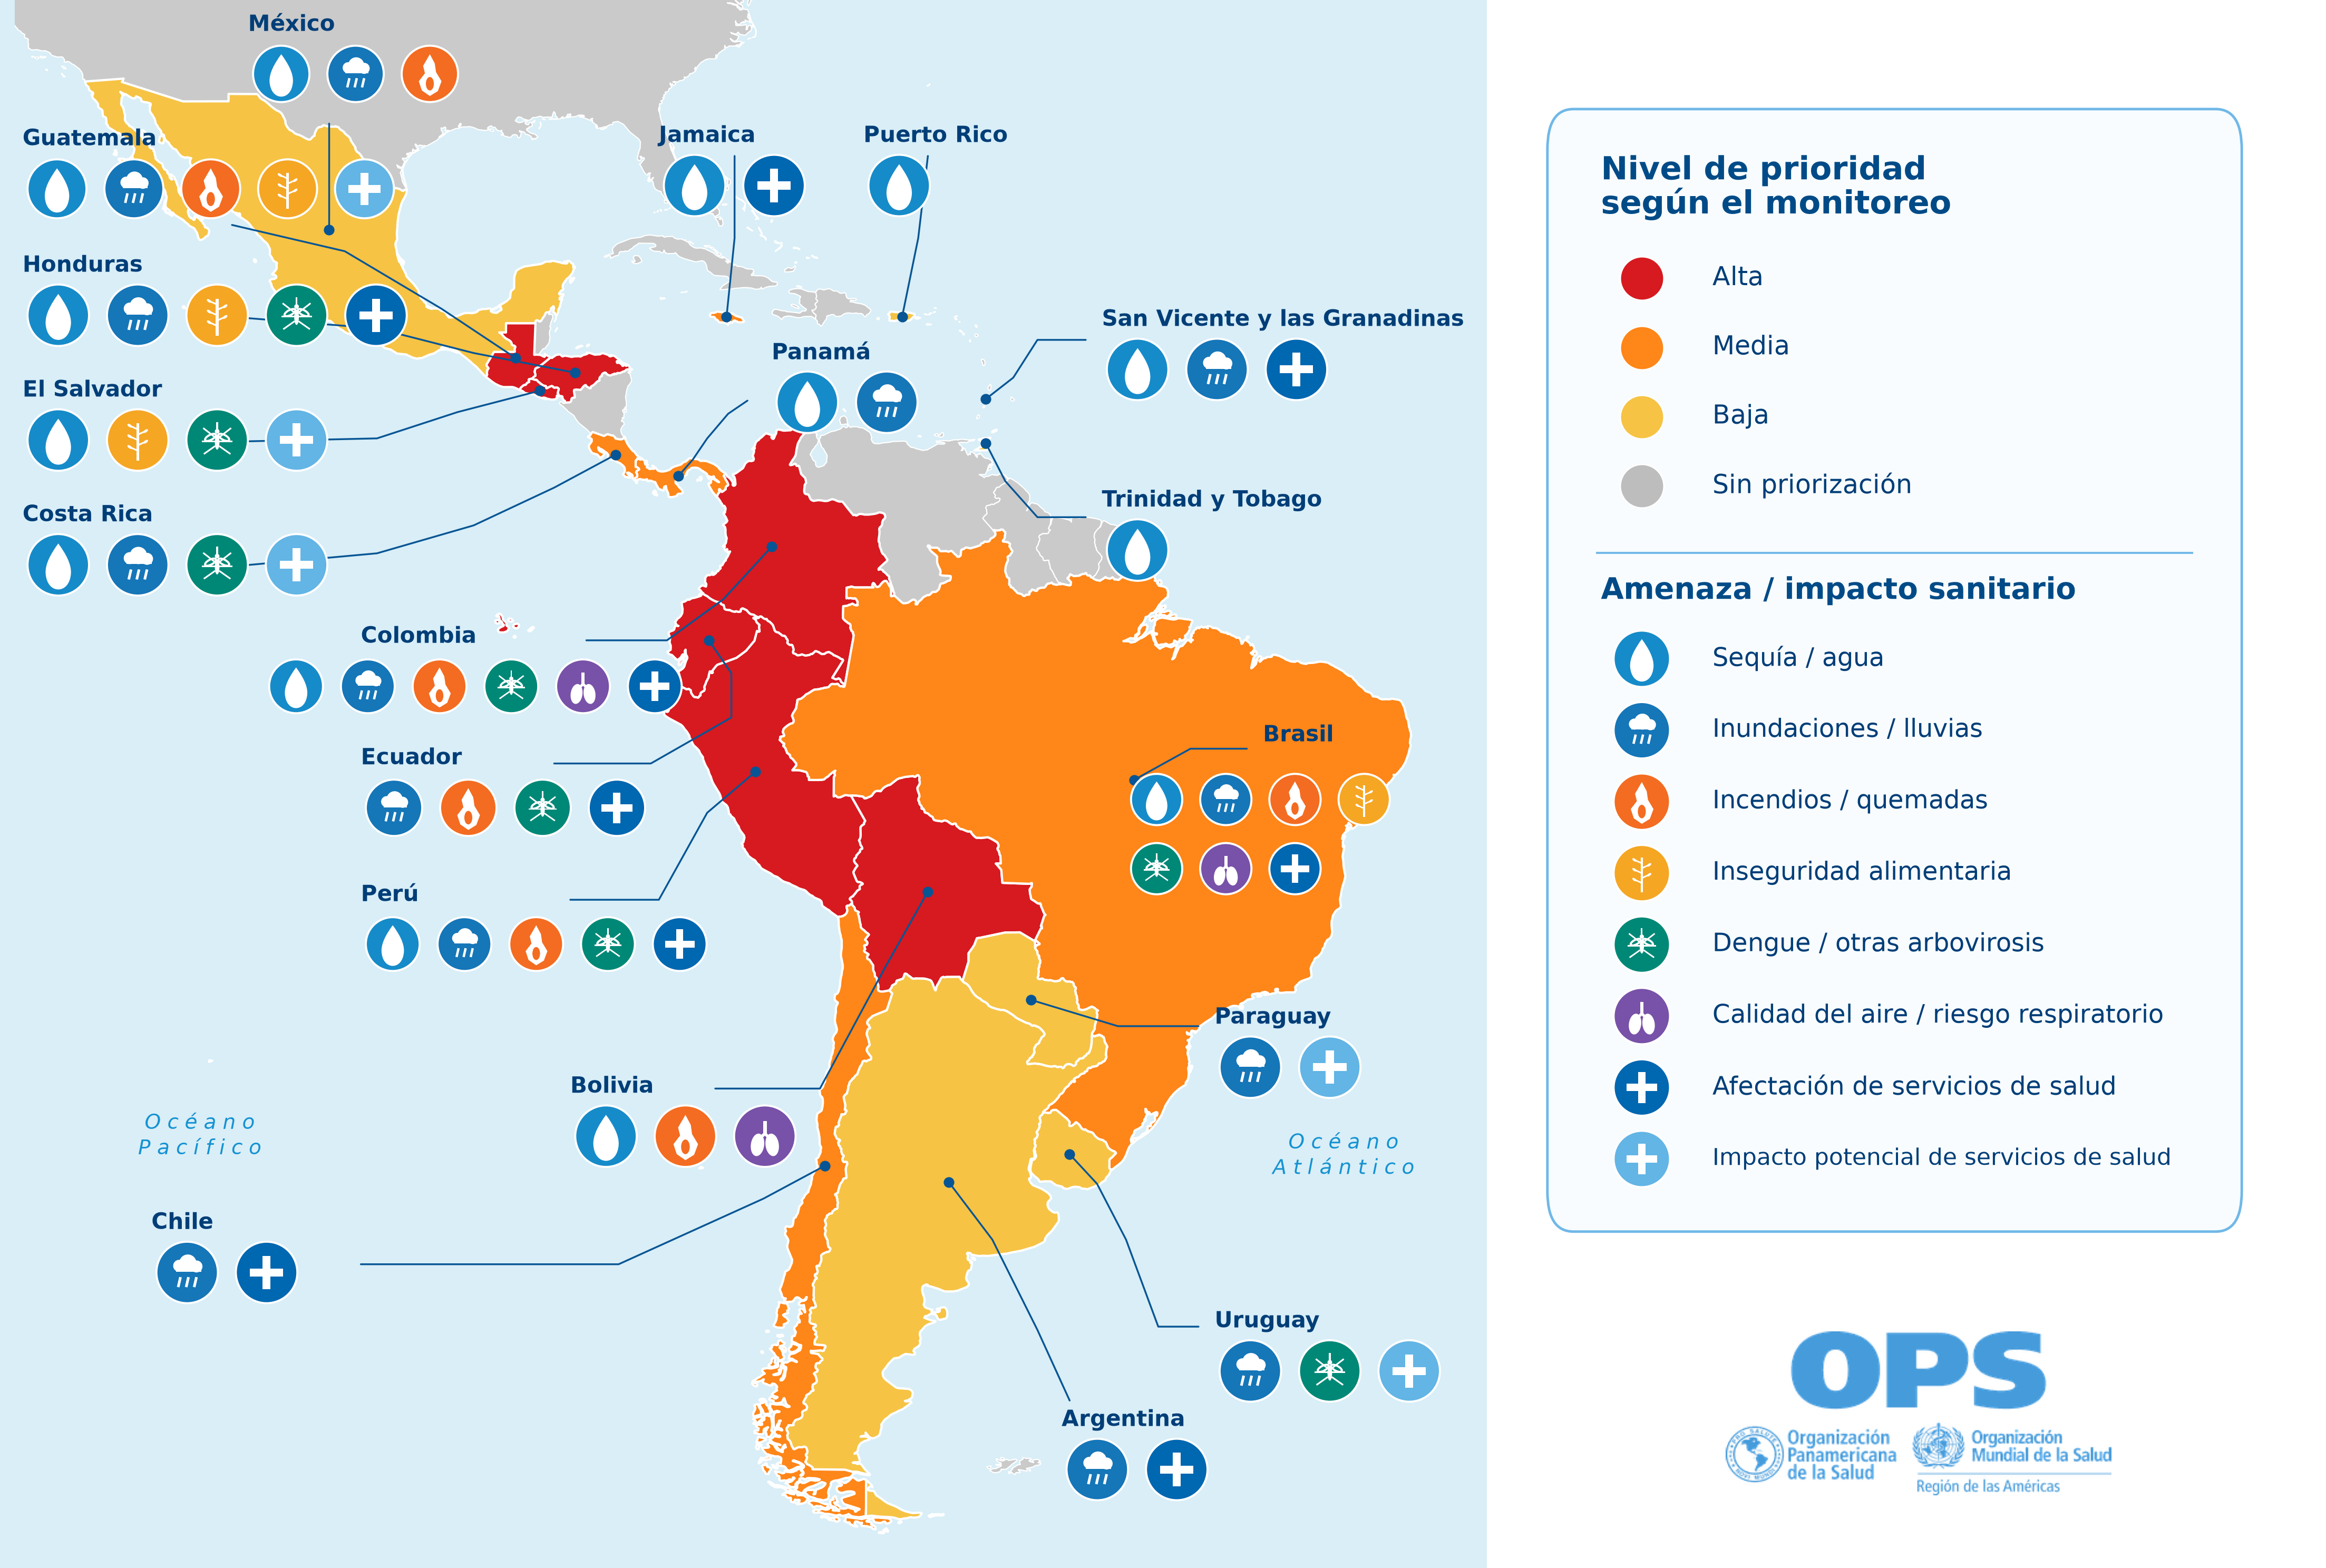 México
Guatemala
Jamaica
Puerto Rico
Honduras
San Vicente y las Granadinas
Panamá
El Salvador
Trinidad y Tobago
Costa Rica
Colombia
Ecuador
Brasil
Perú
Paraguay
Bolivia
Océano
Pacífico
Océano
Atlántico
Chile
Uruguay
Argentina
Nivel de prioridad
según el monitoreo
Alta
Media
Baja
Sin priorización
Amenaza / impacto sanitario
Sequía / agua
Inundaciones / lluvias
Incendios / quemadas
Inseguridad alimentaria
Dengue / otras arbovirosis
Calidad del aire / riesgo respiratorio
Afectación de servicios de salud
Impacto potencial de servicios de salud
OPS
PRO SALUTE
NOVI MUNDI
Organización
Panamericana
de la Salud
Organización
Mundial de la Salud
Región de las Américas